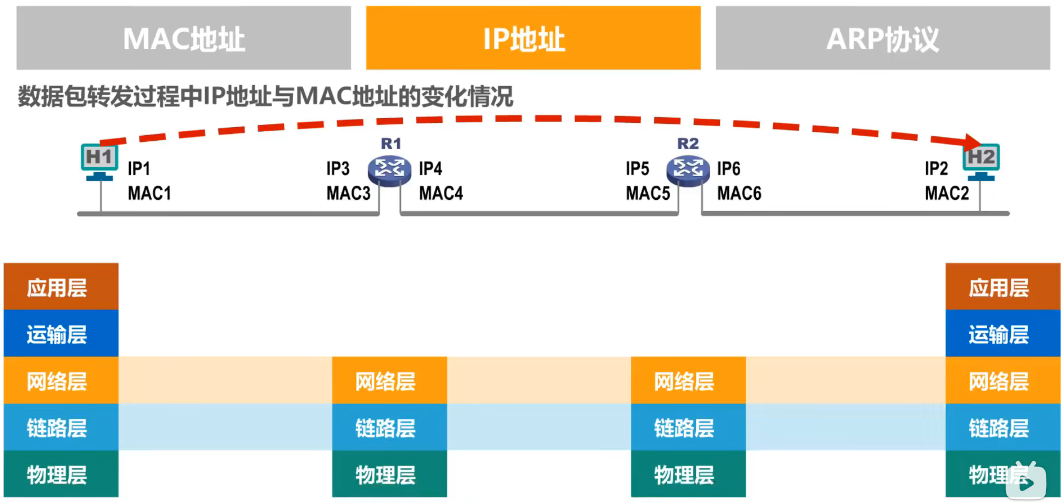 MAC地址 IP地址 ARP协议
数据包转发过程中IP地址与MAC地址的变化情况
R1 R2
H1 H2
IP1 IP3 IP4 IP5 IP6 IP2
MAC1 MAC3 MAC4 MAC5 MAC6 MAC2
应用层 应用层
运输层 运输层
网络层 网络层 网络层 网络层
链路层 链路层 链路层 链路层
物理层 物理层 物理层 物理层